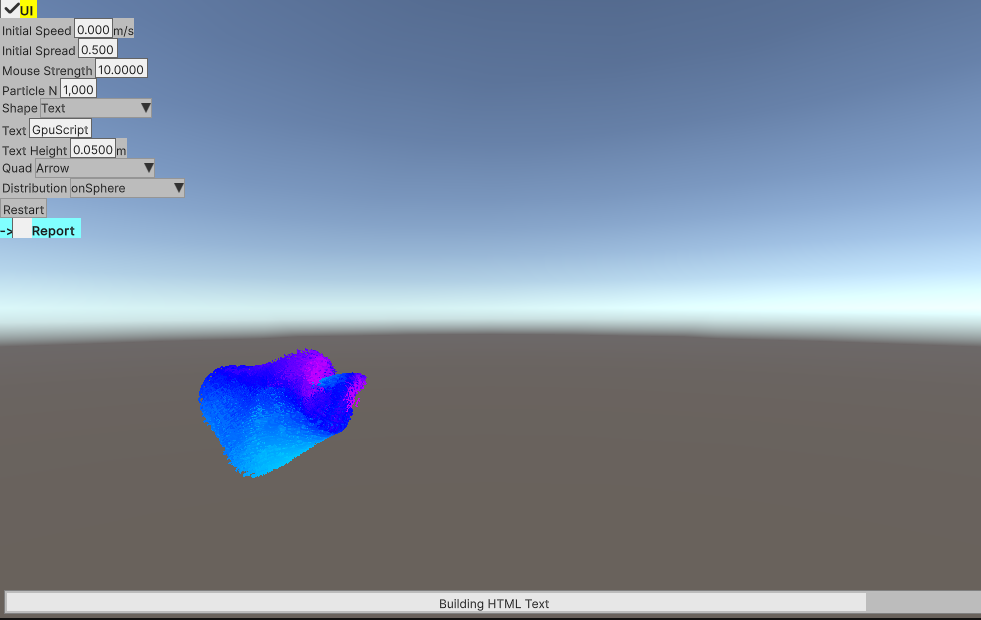 UI
Initial Speed 0.000 m/s
Initial Spread 0.500
Mouse Strength 10.0000
Particle N 1,000
Shape Text
Text GpuScript
Text Height 0.0500 m
Quad Arrow
Distribution onSphere
Restart
-> Report
Building HTML Text